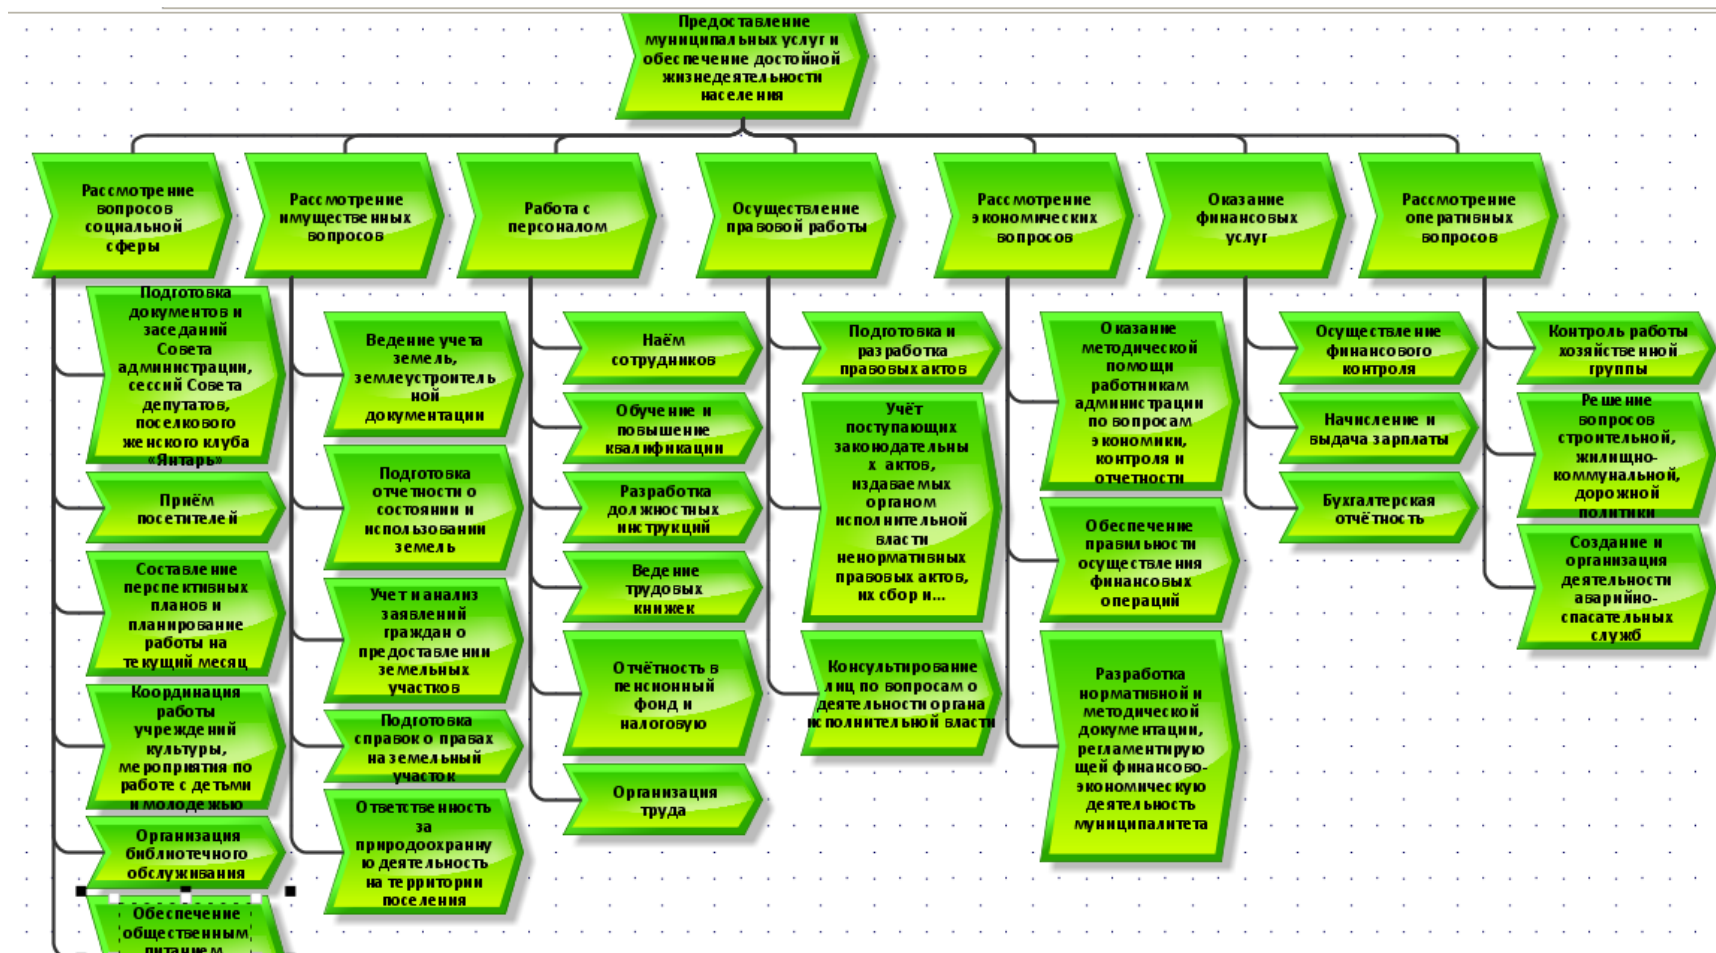 Предоставление
муниципальных услуг и
обеспечение достойной
жизнедеятельности
населения
Рассмотрение
вопросов
социальной
сферы
Рассмотрение
имущественных
вопросов
Работа с
персоналом
Осуществление
правовой работы
Рассмотрение
экономических
вопросов
Оказание
финансовых
услуг
Рассмотрение
оперативных
вопросов
Подготовка
документов и
заседаний
Совета
администрации,
сессий Совета
депутатов,
поселкового
женского клуба
«Янтарь»
Приём
посетителей
Составление
перспективных
планов и
планирование
работы на
текущий месяц
Координация
работы
учреждений
культуры,
мероприятия по
работе с детьми
и молодежью
Организация
библиотечного
обслуживания
Обеспечение
общественным
питанием
Ведение учета
земель,
землеустроитель
ной
документации
Подготовка
отчетности о
состоянии и
использовании
земель
Учет и анализ
заявлений
граждан о
предоставлении
земельных
участков
Подготовка
справок о правах
на земельный
участок
Ответственность
за
природоохранну
ю деятельность
на территории
поселения
Наём
сотрудников
Обучение и
повышение
квалификации
Разработка
должностных
инструкций
Ведение
трудовых
книжек
Отчётность в
пенсионный
фонд и
налоговую
Организация
труда
Подготовка и
разработка
правовых актов
Учёт
поступающих
законодательны
х актов,
издаваемых
органом
исполнительной
власти
ненормативных
правовых актов,
их сбор и...
Консультирование
лиц по вопросам о
деятельности органа
исполнительной власти
Оказание
методической
помощи
работникам
администрации
по вопросам
экономики,
контроля и
отчетности
Обеспечение
правильности
осуществления
финансовых
операций
Разработка
нормативной и
методической
документации,
регламентирую
щей финансово-
экономическую
деятельность
муниципалитета
Осуществление
финансового
контроля
Начисление и
выдача зарплаты
Бухгалтерская
отчётность
Контроль работы
хозяйственной
группы
Решение
вопросов
строительной,
жилищно-
коммунальной,
дорожной
политики
Создание и
организация
деятельности
аварийно-
спасательных
служб